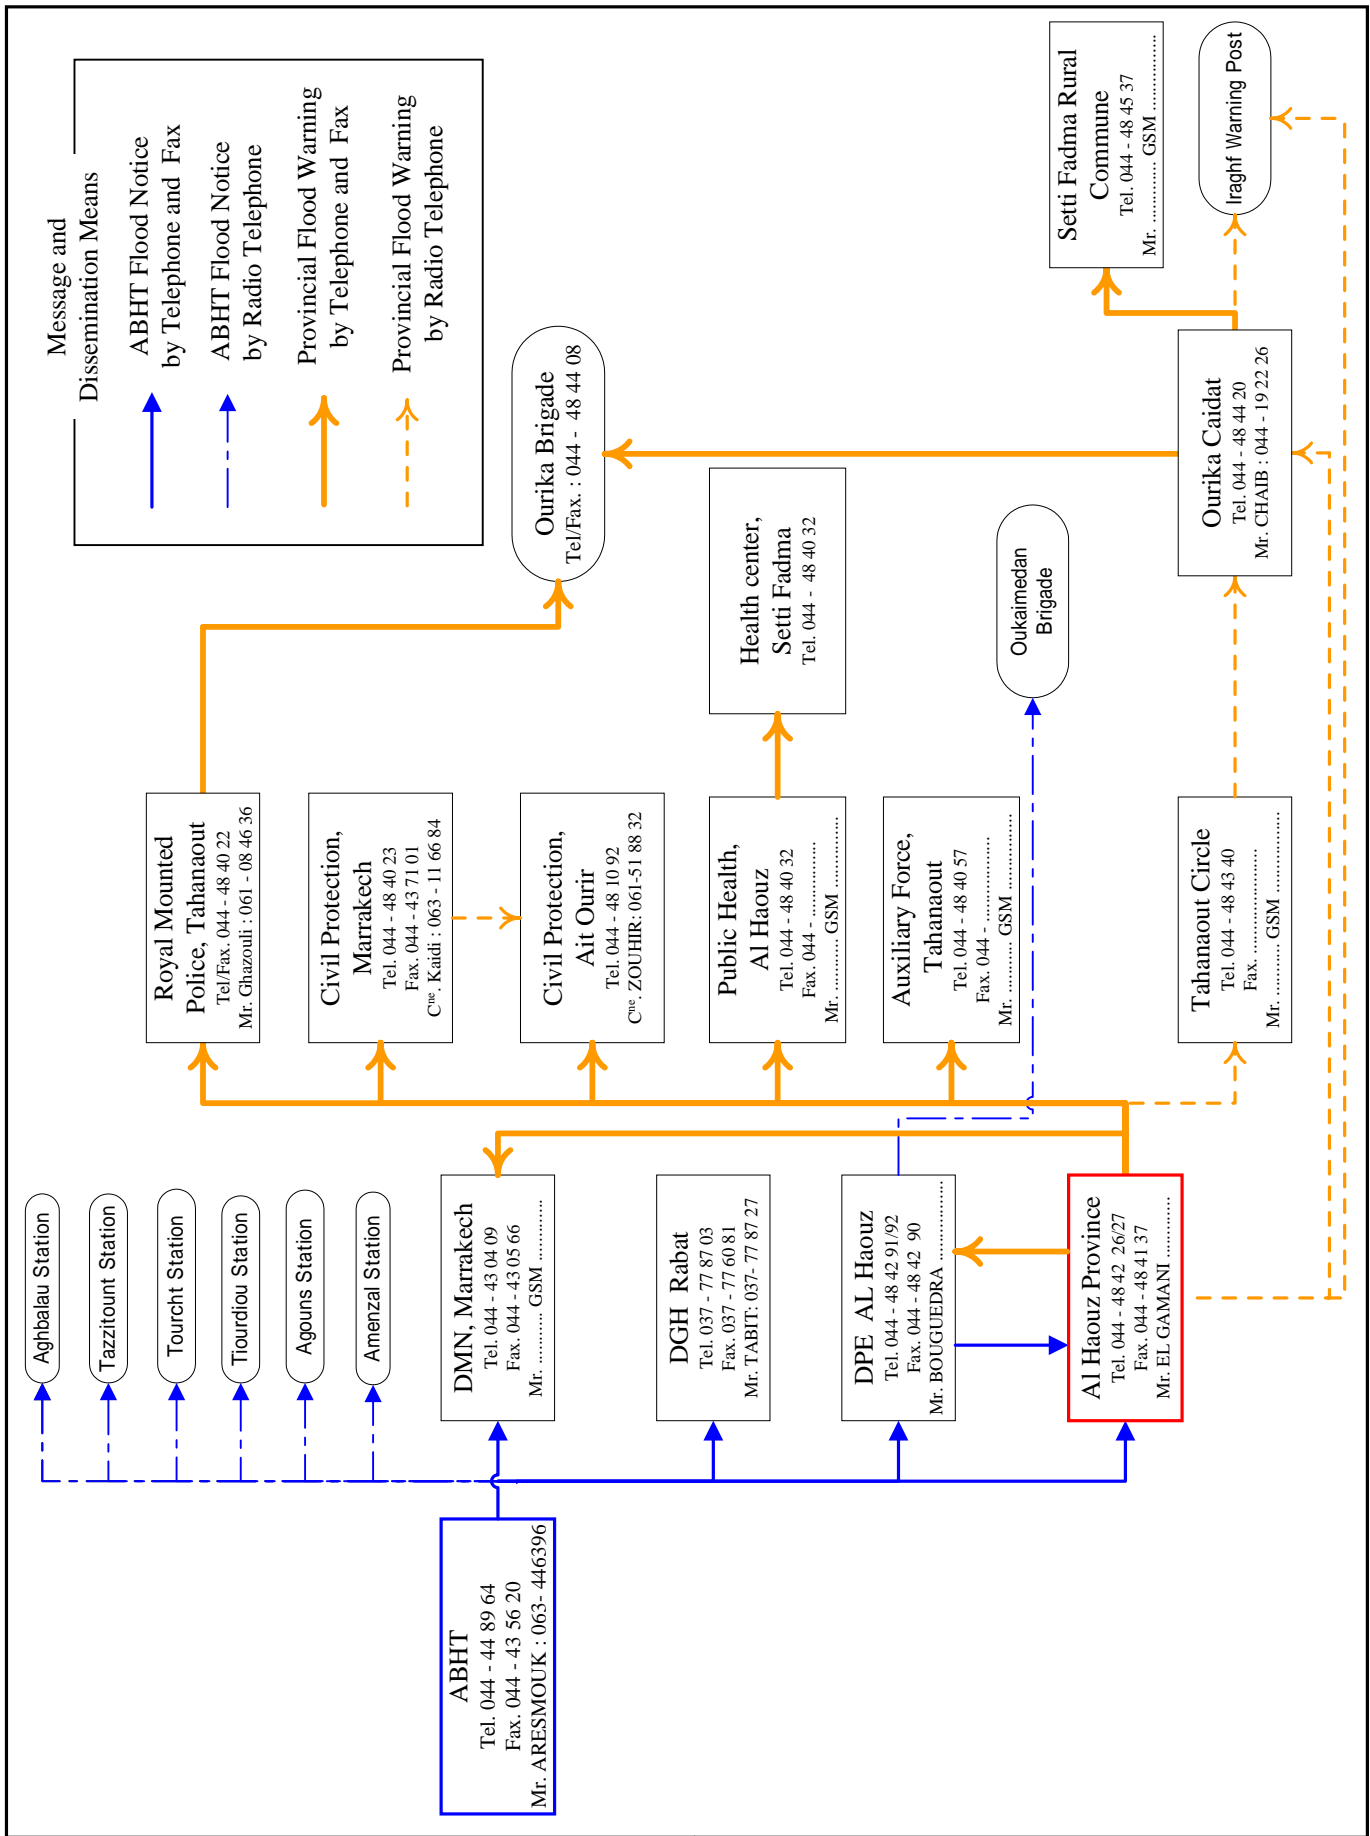 Message and
Dissemination Means
ABHT Flood Notice
by Telephone and Fax
ABHT Flood Notice
by Radio Telephone
Provincial Flood Warning
by Telephone and Fax
Provincial Flood Warning
by Radio Telephone
Aghbalau Station
Tazzitount Station
Tourcht Station
Tiourdiou Station
Agouns Station
Amenzal Station
ABHT
Tel. 044 - 44 89 64
Fax. 044 - 43 56 20
Mr. ARESMOUK : 063- 446396
DMN, Marrakech
Tel. 044 - 43 04 09
Fax. 044 - 43 05 66
Mr. ........... GSM ............
DGH Rabat
Tel. 037 - 77 87 03
Fax. 037 - 77 60 81
Mr. TABIT: 037- 77 87 27
DPE AL Haouz
Tel. 044 - 48 42 91/92
Fax. 044 - 48 42 90
Mr. BOUGUEDRA ................
Al Haouz Province
Tel. 044 - 48 42 26/27
Fax. 044 - 48 41 37
Mr. EL GAMANI ............
Royal Mounted
Police, Tahanaout
Tel/Fax. 044 - 48 40 22
Mr. Ghazouli : 061 - 08 46 36
Civil Protection,
Marrakech
Tel. 044 - 48 40 23
Fax. 044 - 43 71 01
Cne. Kaidi : 063 - 11 66 84
Civil Protection,
Ait Ourir
Tel. 044 - 48 10 92
Cne. ZOUHIR: 061-51 88 32
Public Health,
Al Haouz
Tel. 044 - 48 40 32
Fax. 044 - ...................
Mr. ........... GSM ...................
Auxiliary Force,
Tahanaout
Tel. 044 - 48 40 57
Fax. 044 - ...................
Mr. ........... GSM ...................
Tahanaout Circle
Tel. 044 - 48 43 40
Fax......................
Mr. ........... GSM ...................
Ourika Brigade
Tel/Fax. : 044 - 48 44 08
Health center,
Setti Fadma
Tel. 044 - 48 40 32
Oukaimedan
Brigade
Ourika Caidat
Tel. 044 - 48 44 20
Mr. CHAIB : 044 - 19 22 26
Setti Fadma Rural
Commune
Tel. 044 - 48 45 37
Mr. ........... GSM ...................
Iraghf Warning Post